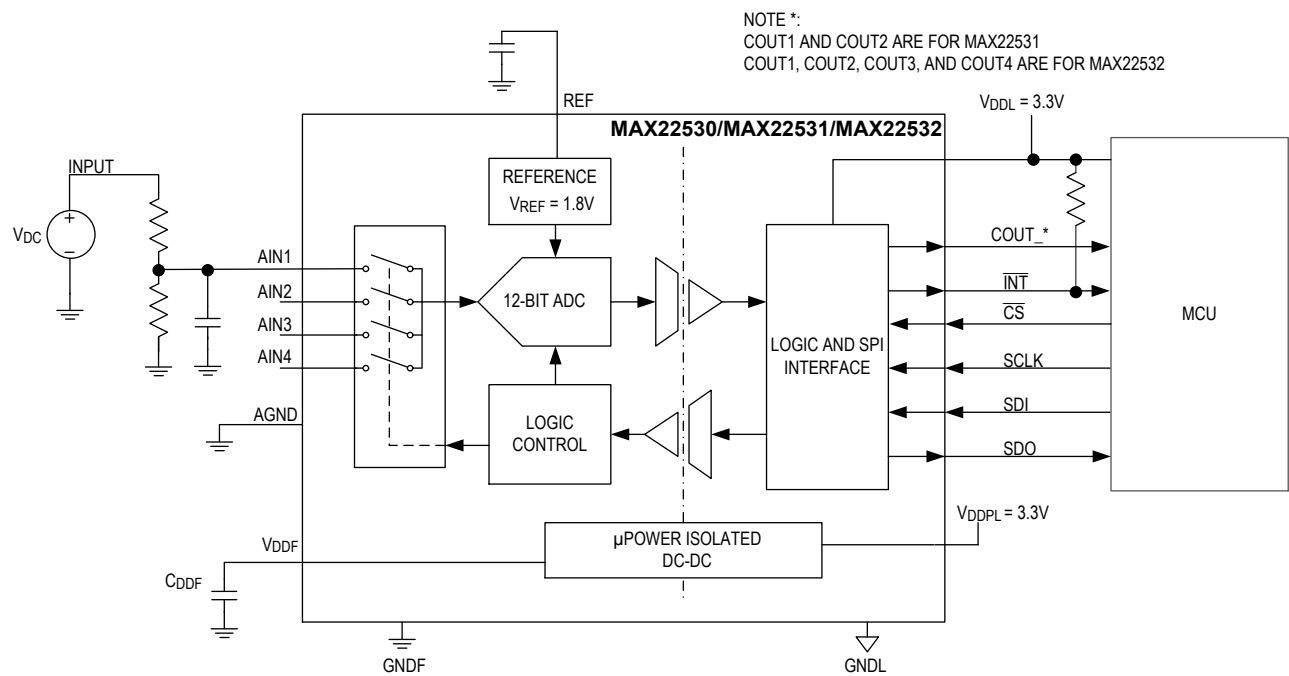 NOTE *:
COUT1 AND COUT2 ARE FOR MAX22531
COUT1, COUT2, COUT3, AND COUT4 ARE FOR MAX22532
VDDL = 3.3V
REF
MAX22530/MAX22531/MAX22532
INPUT
REFERENCE
VREF = 1.8V
VDC
COUT_*
AIN1
INT
AIN2
12-BIT ADC
CS
MCU
AIN3
LOGIC AND SPI
INTERFACE
AIN4
SCLK
AGND
SDI
LOGIC
CONTROL
SDO
VDDPL = 3.3V
VDDF
µPOWER ISOLATED
DC-DC
CDDF
GNDF
GNDL